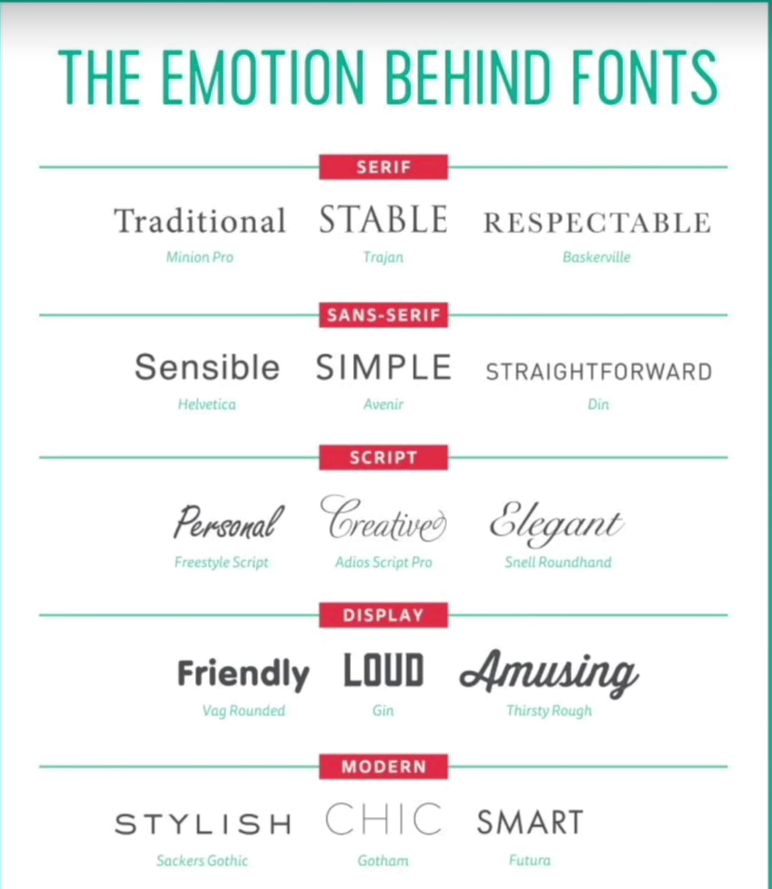 THE EMOTION BEHIND FONTS
SERIF
Traditional STABLE RESPECTABLE
Minion Pro Trajan Baskerville
SANS-SERIF
Sensible SIMPLE STRAIGHTFORWARD
Helvetica Avenir Din
SCRIPT
Personal Creative Elegant
Freestyle Script Adios Script Pro Snell Roundhand
DISPLAY
Friendly LOUD Amusing
Vag Rounded Gin Thirsty Rough
MODERN
STYLISH CHIC SMART
Sackers Gothic Gotham Futura